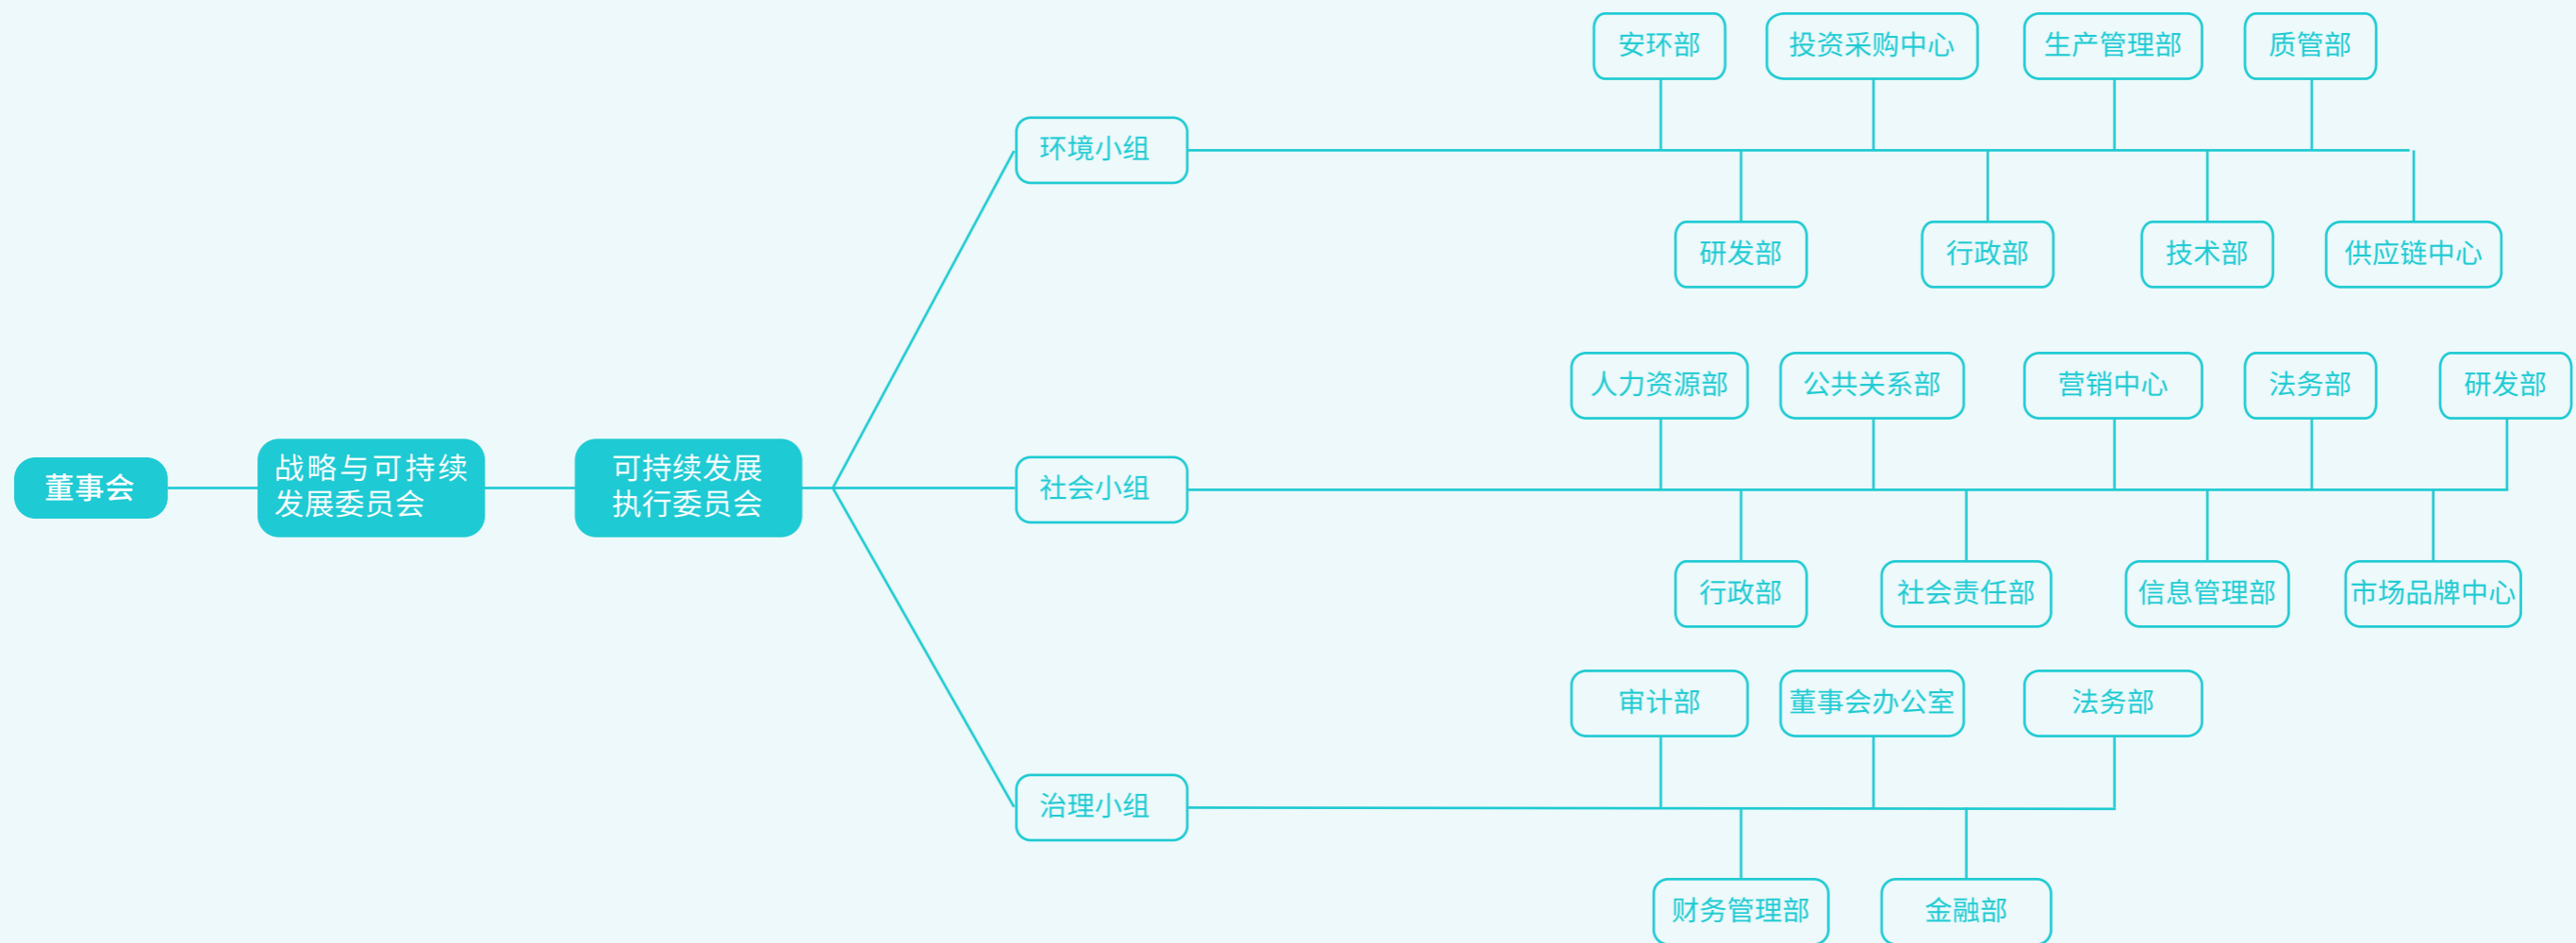 安环部
投资采购中心
生产管理部
质管部
环境小组
研发部
行政部
技术部
供应链中心
人力资源部
公共关系部
营销中心
法务部
研发部
董事会
战略与可持续
发展委员会
可持续发展
执行委员会
社会小组
行政部
社会责任部
信息管理部
市场品牌中心
审计部
董事会办公室
法务部
治理小组
财务管理部
金融部